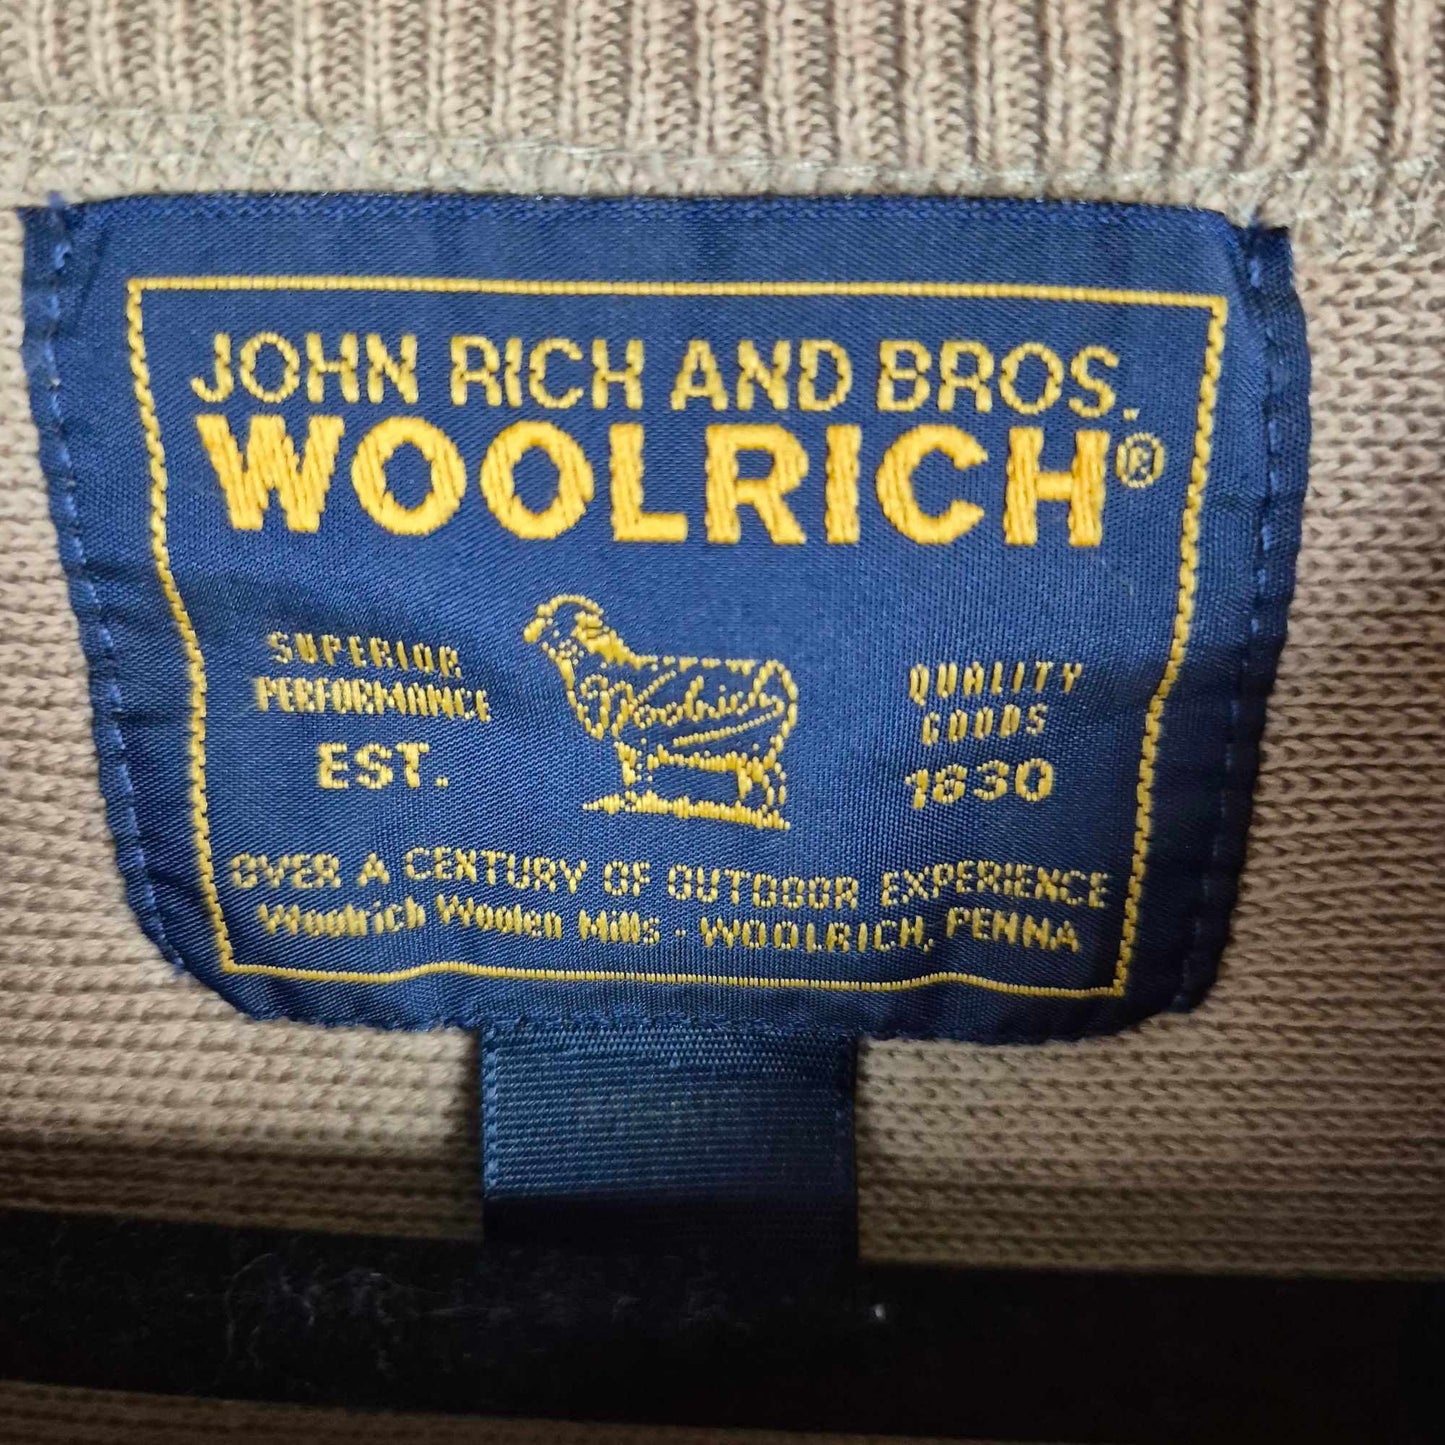 JOHN RICH AND BROS.
WOOLRICH®
SUPERIOR
PERFORMANCE
EST.
Woolrich
QUALITY
GOODS
1830
OVER A CENTURY OF OUTDOOR EXPERIENCE
Woolrich Woolen Mills - WOOLRICH, PENNA